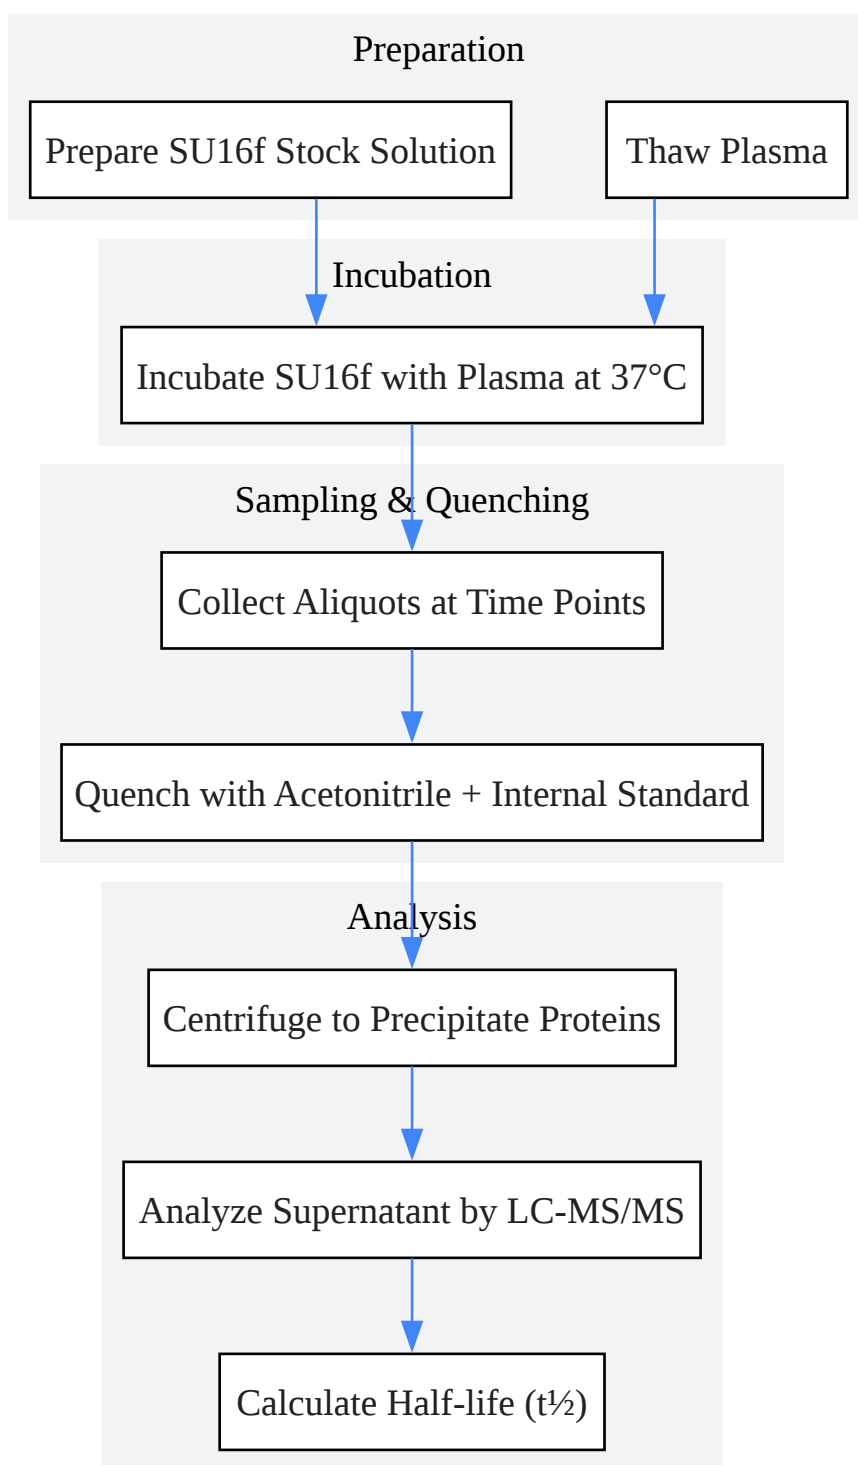 Preparation
Prepare SU16f Stock Solution
Thaw Plasma
Incubation
Incubate SU16f with Plasma at 37°C
Sampling & Quenching
Collect Aliquots at Time Points
Quench with Acetonitrile + Internal Standard
Analysis
Centrifuge to Precipitate Proteins
Analyze Supernatant by LC-MS/MS
Calculate Half-life (t½)